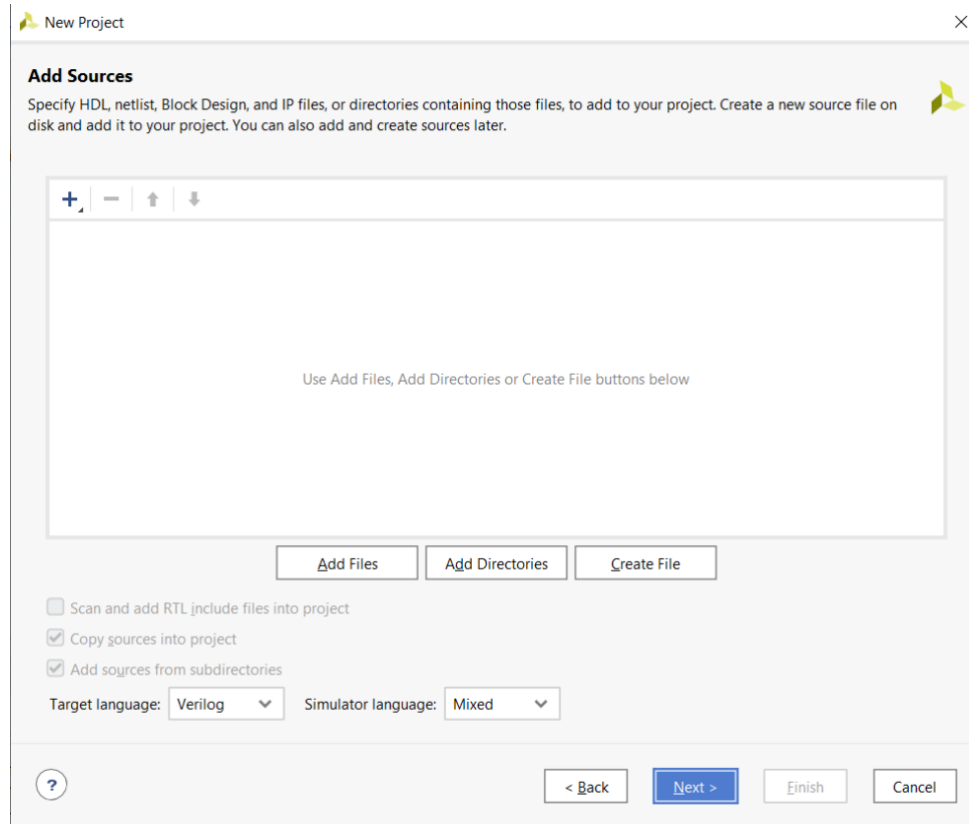 New Project
Add Sources
Specify HDL, netlist, Block Design, and IP files, or directories containing those files, to add to your project. Create a new source file on
disk and add it to your project. You can also add and create sources later.
Use Add Files, Add Directories or Create File buttons below
Add Files Add Directories Create File
Scan and add RTL include files into project
Copy sources into project
Add sources from subdirectories
Target language: Verilog Simulator language: Mixed
? < Back Next > Finish Cancel